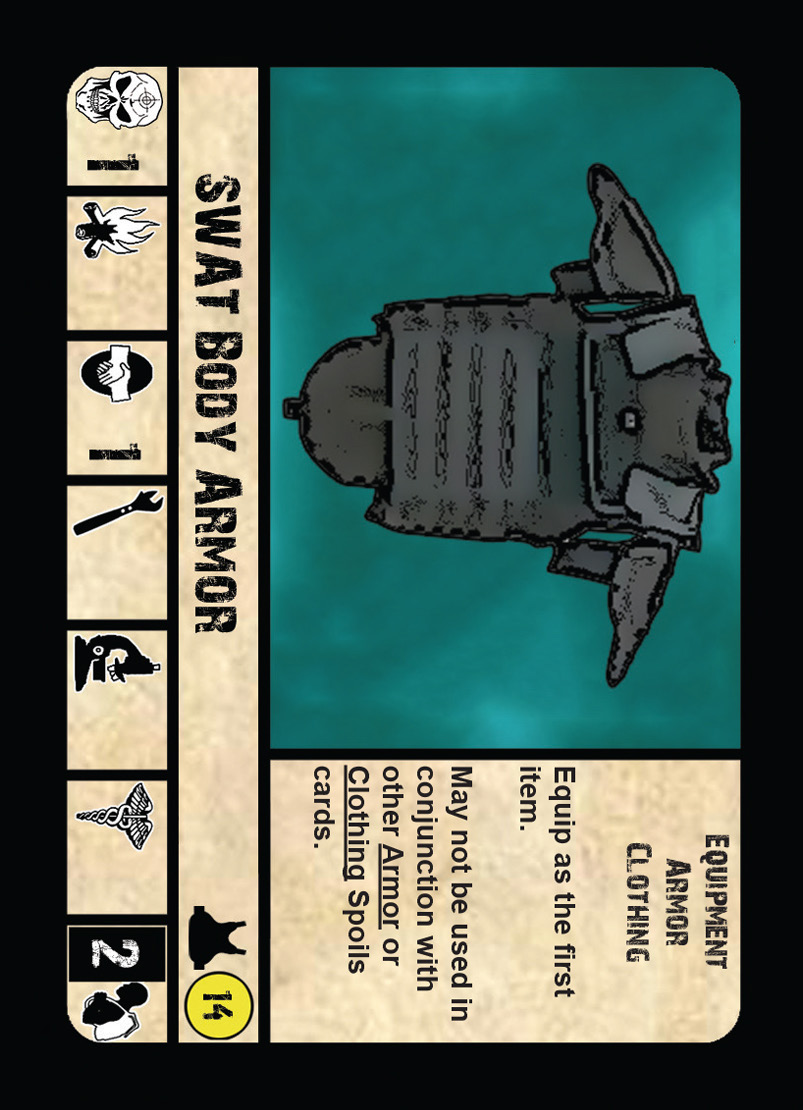 EQUIPMENT
ARMOR
CLOTHING
Equip as the first
item.
May not be used in
conjunction with
other Armor or
Clothing Spoils
cards.
SWAT BODY ARMOR
14
1
1
2